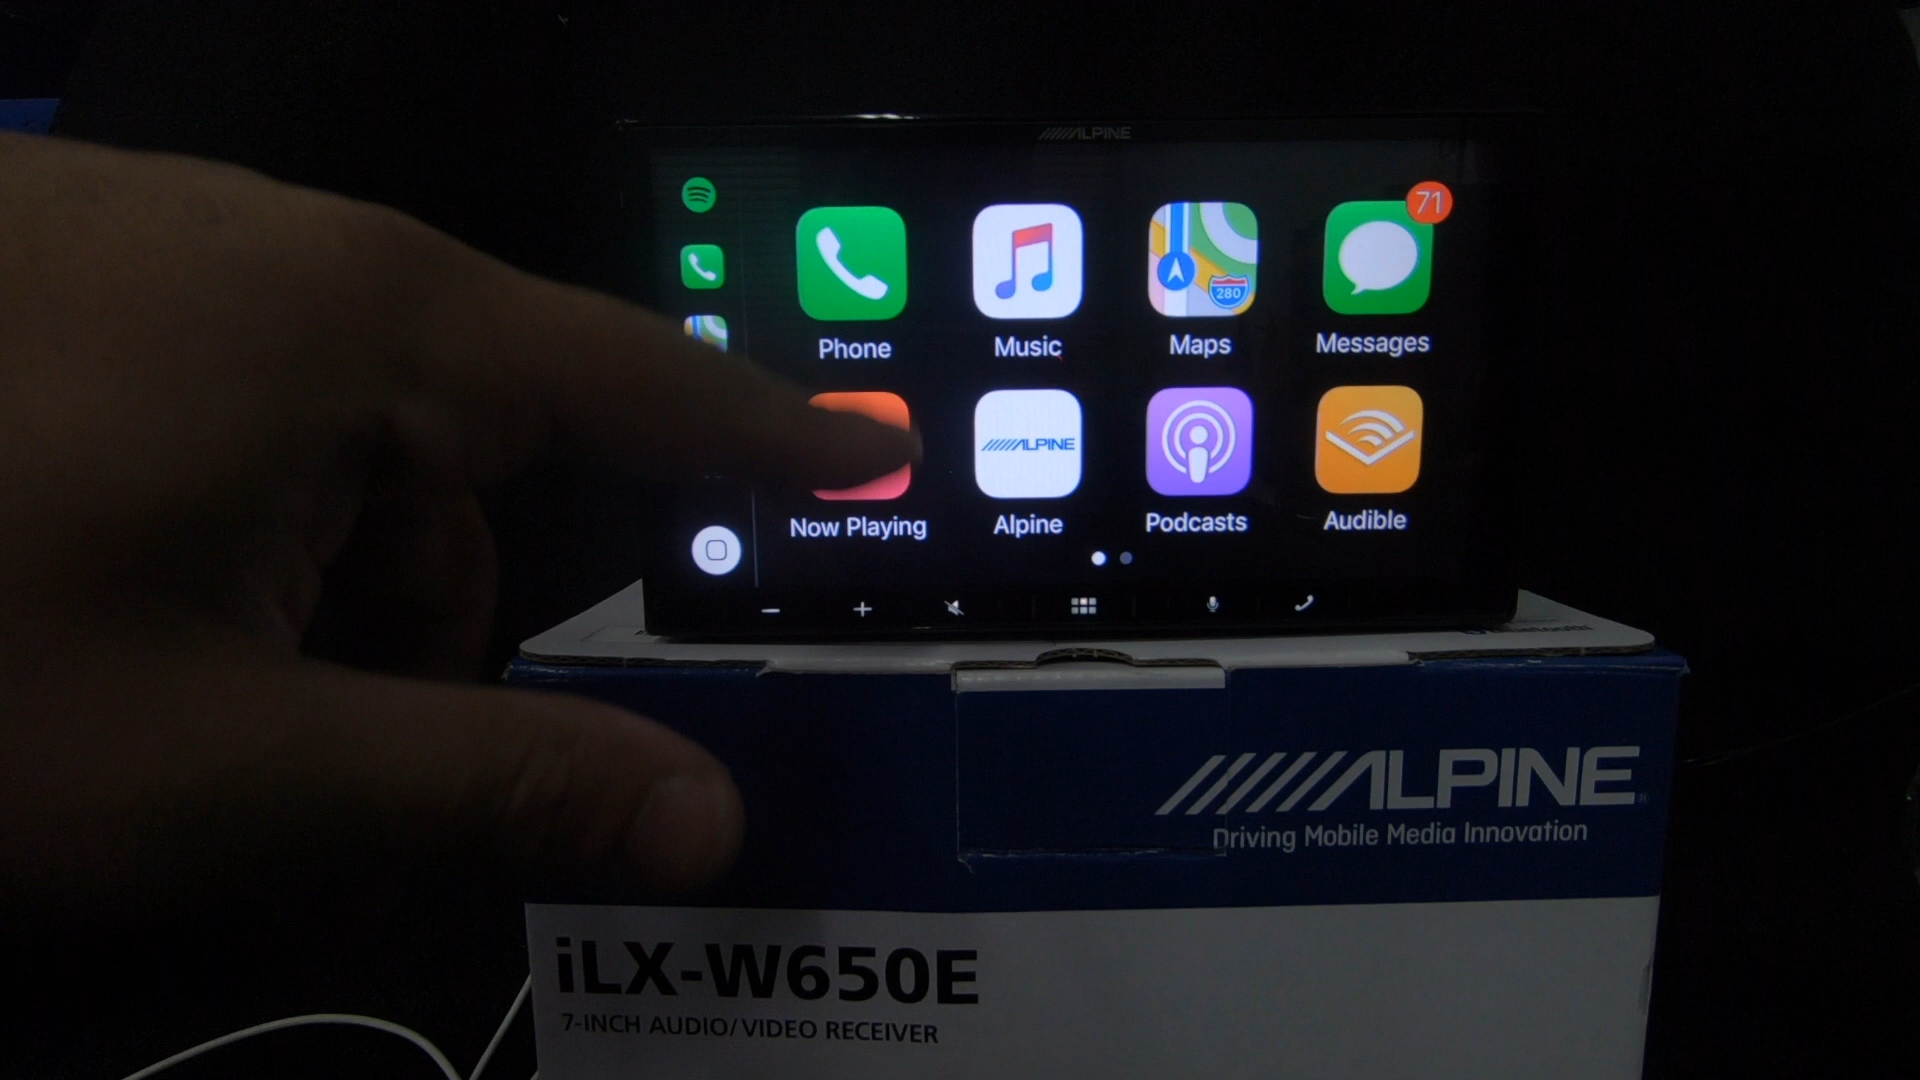 ALPINE
71
280
Phone
Music
Maps
Messages
ALPINE
Now Playing
Alpine
Podcasts
Audible
ALPINE
Driving Mobile Media Innovation
iLX-W650E
7-INCH AUDIO/VIDEO RECEIVER